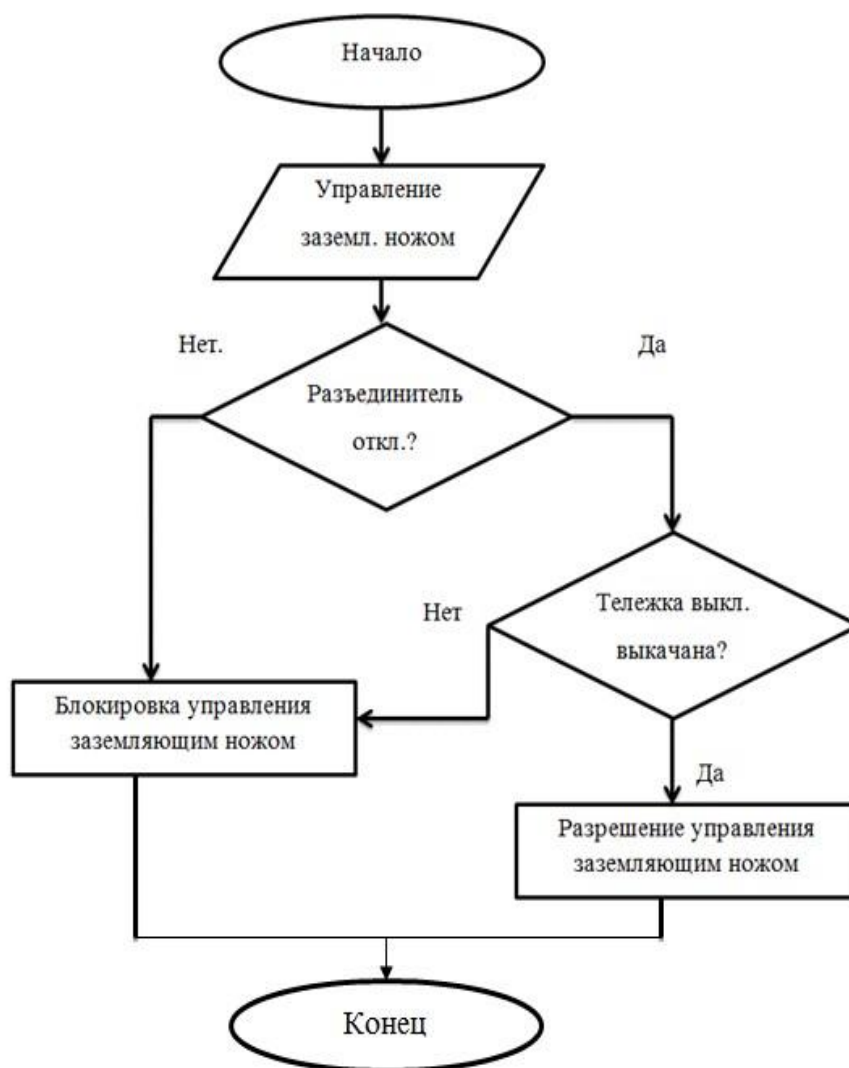 Начало
Управление
заземл. ножом
Нет.
Да
Разъединитель
откл.?
Нет
Тележка выкл.
выкачана?
Блокировка управления
заземляющим ножом
Да
Разрешение управления
заземляющим ножом
Конец